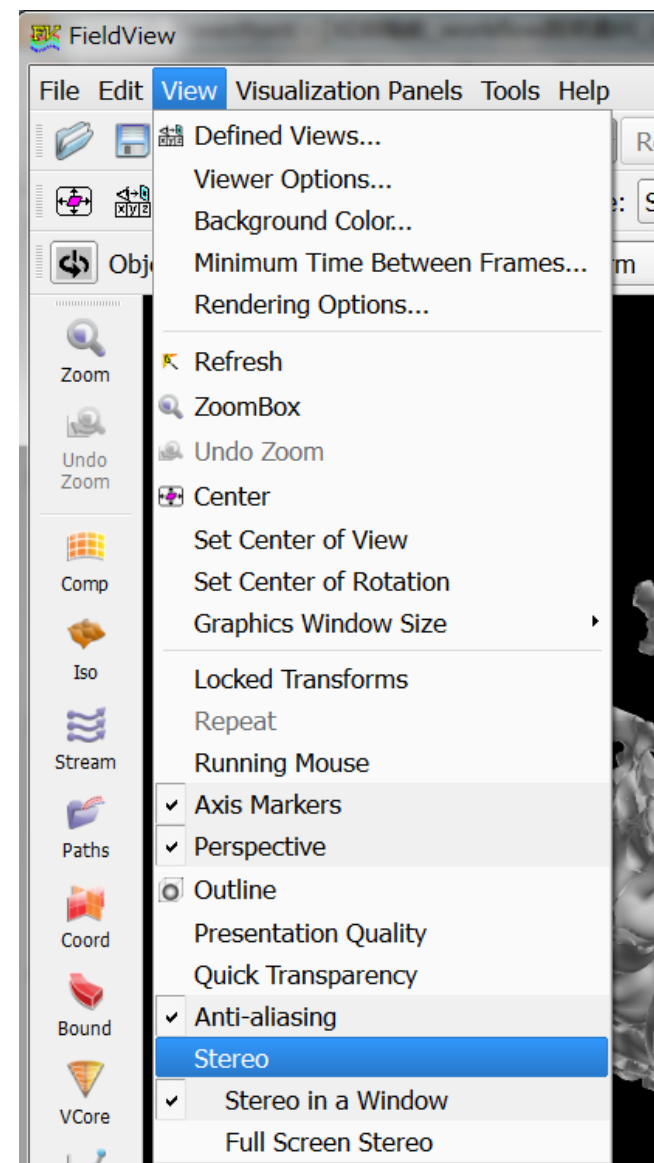 FieldView
File Edit View Visualization Panels Tools Help
Defined Views...
Viewer Options...
Background Color...
Minimum Time Between Frames...
Rendering Options...
Refresh
ZoomBox
Undo Zoom
Center
Set Center of View
Set Center of Rotation
Graphics Window Size
Locked Transforms
Repeat
Running Mouse
Axis Markers
Perspective
Outline
Presentation Quality
Quick Transparency
Anti-aliasing
Stereo
Stereo in a Window
Full Screen Stereo
Zoom
Undo
Zoom
Comp
Iso
Stream
Paths
Coord
Bound
VCore